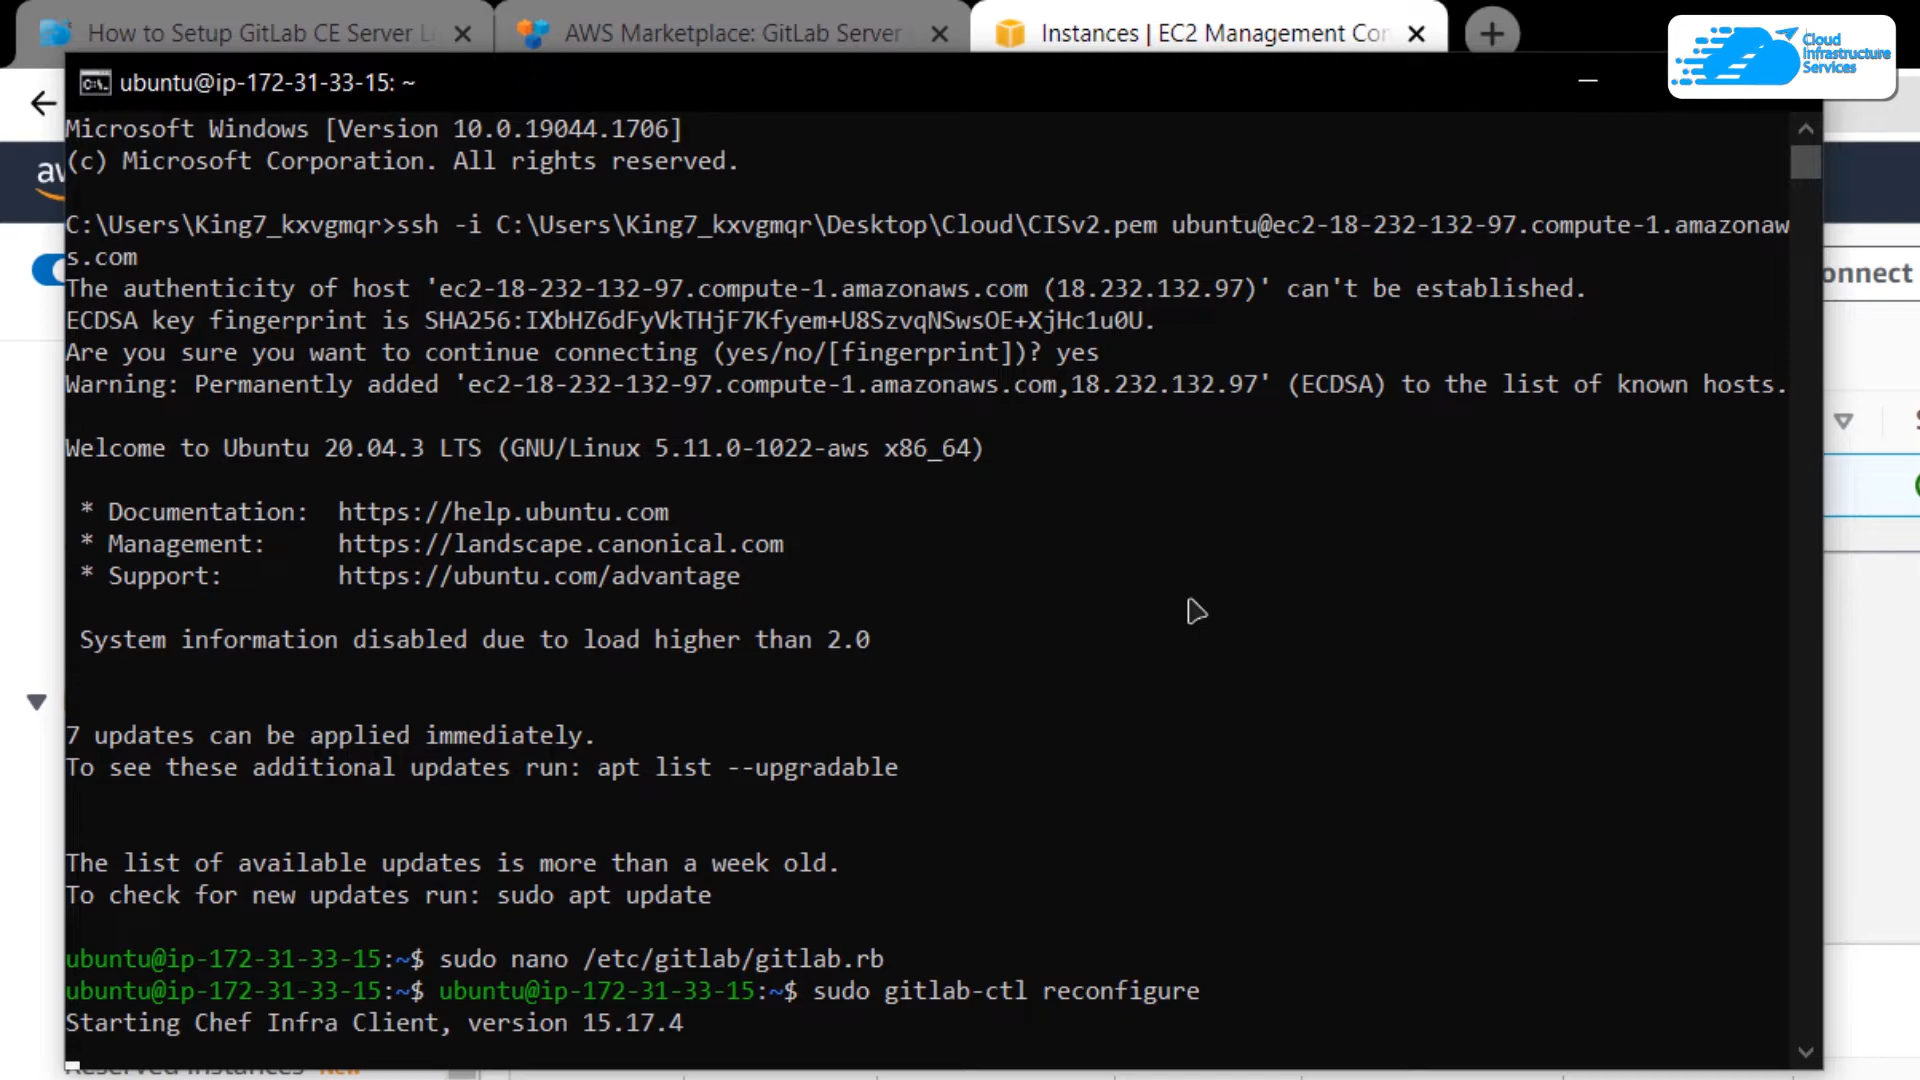 How to Setup GitLab CE Server L
AWS Marketplace: GitLab Server
Instances | EC2 Management Con
Cloud
Infrastructure
Services
C:\.
ubuntu@ip-172-31-33-15: ~
Microsoft Windows [Version 10.0.19044.1706]
(c) Microsoft Corporation. All rights reserved.
aw
C:\Users\King7_kxvgmqr>ssh -i C:\Users\King7_kxvgmqr\Desktop\Cloud\CISv2.pem ubuntu@ec2-18-232-132-97.compute-1.amazonaw
s.com
onnect
The authenticity of host 'ec2-18-232-132-97.compute-1.amazonaws.com (18.232.132.97)' can't be established.
ECDSA key fingerprint is SHA256:IXbHZ6dFyVkTHjF7Kfyem+U8SzvqNSwsOE+XjHc1u0U.
Are you sure you want to continue connecting (yes/no/[fingerprint])? yes
Warning: Permanently added 'ec2-18-232-132-97.compute-1.amazonaws.com,18.232.132.97' (ECDSA) to the list of known hosts.
Welcome to Ubuntu 20.04.3 LTS (GNU/Linux 5.11.0-1022-aws x86_64)
* Documentation: https://help.ubuntu.com
* Management: https://landscape.canonical.com
* Support: https://ubuntu.com/advantage
System information disabled due to load higher than 2.0
7 updates can be applied immediately.
To see these additional updates run: apt list --upgradable
The list of available updates is more than a week old.
To check for new updates run: sudo apt update
ubuntu@ip-172-31-33-15:~$ sudo nano /etc/gitlab/gitlab.rb
ubuntu@ip-172-31-33-15:~$ ubuntu@ip-172-31-33-15:~$ sudo gitlab-ctl reconfigure
Starting Chef Infra Client, version 15.17.4
Reserved Instances New